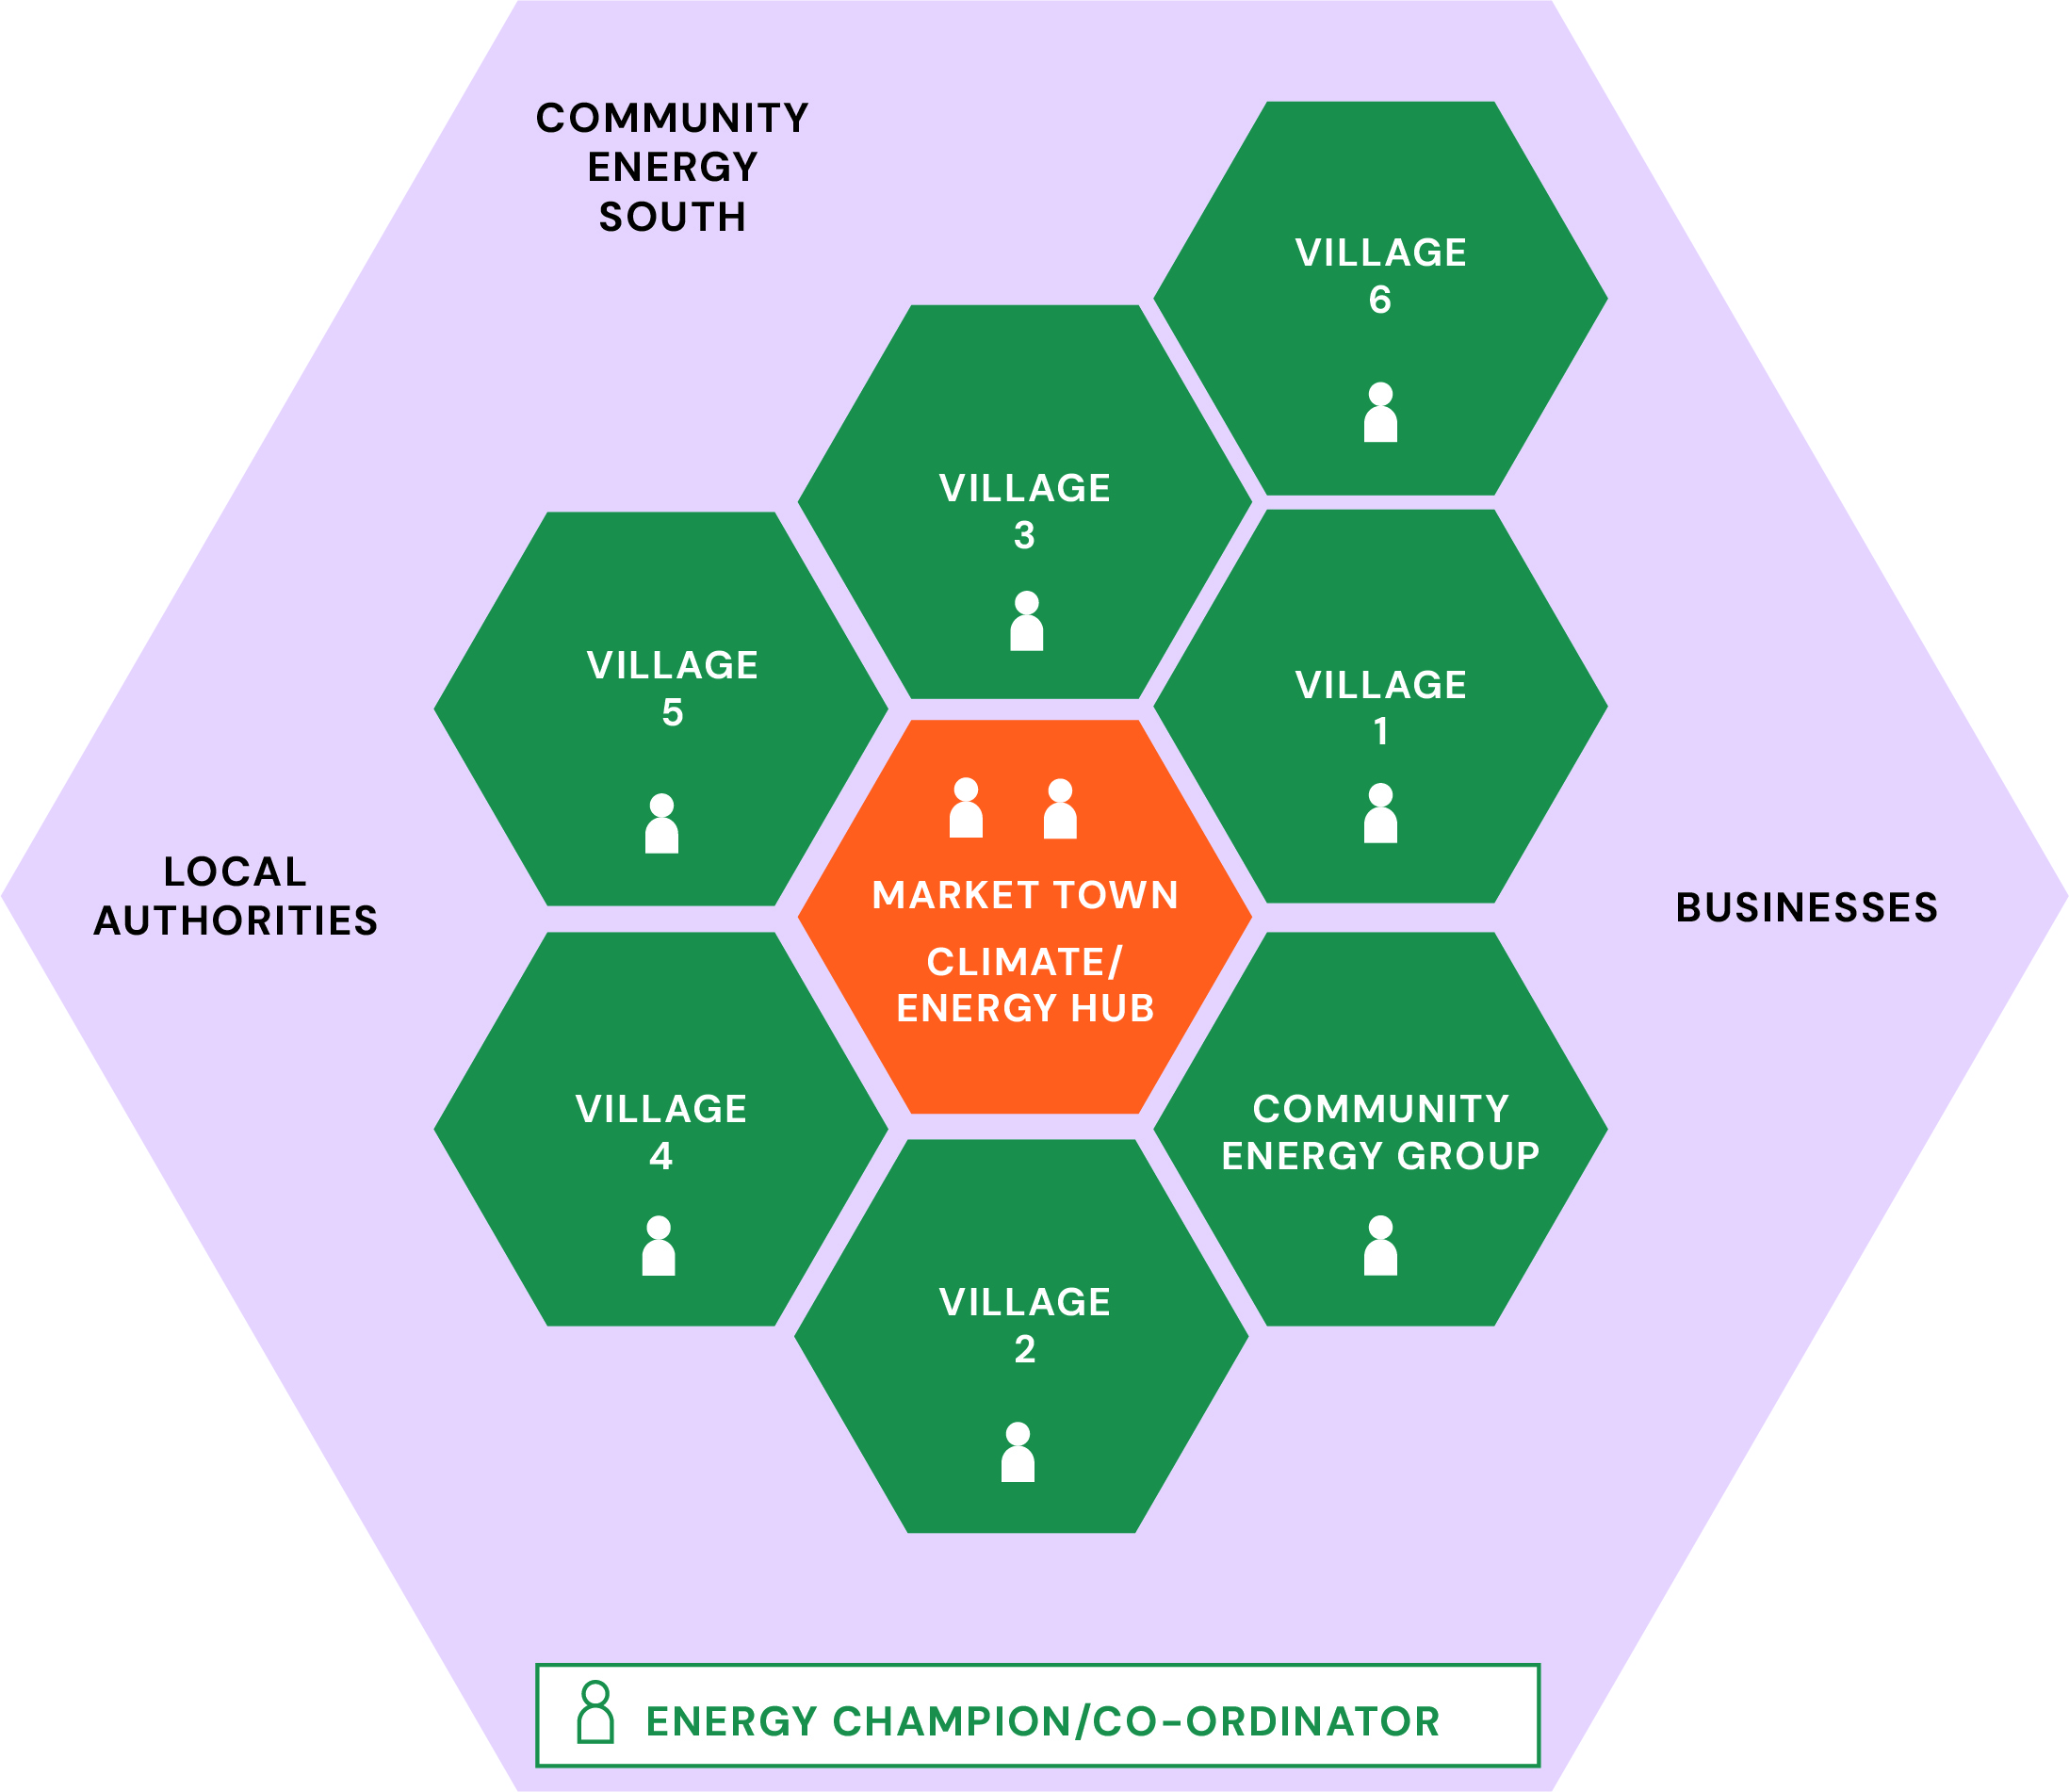 COMMUNITY
ENERGY
SOUTH
VILLAGE
6
VILLAGE
3
VILLAGE
5
VILLAGE
1
LOCAL
AUTHORITIES
MARKET TOWN
CLIMATE/
ENERGY HUB
BUSINESSES
VILLAGE
4
COMMUNITY
ENERGY GROUP
VILLAGE
2
ENERGY CHAMPION/CO-ORDINATOR